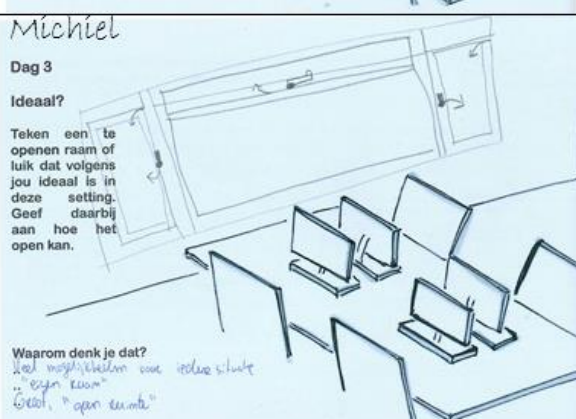 Michiel
Dag 3
Ideaal?
Teken een te
openen raam of
luik dat volgens
jou ideaal is in
deze setting.
Geef daarbij
aan hoe het
open kan.
Waarom denk je dat?
Veel mogelijkheden voor iedere situatie
"eigen raam"
Groot, "open ruimte"